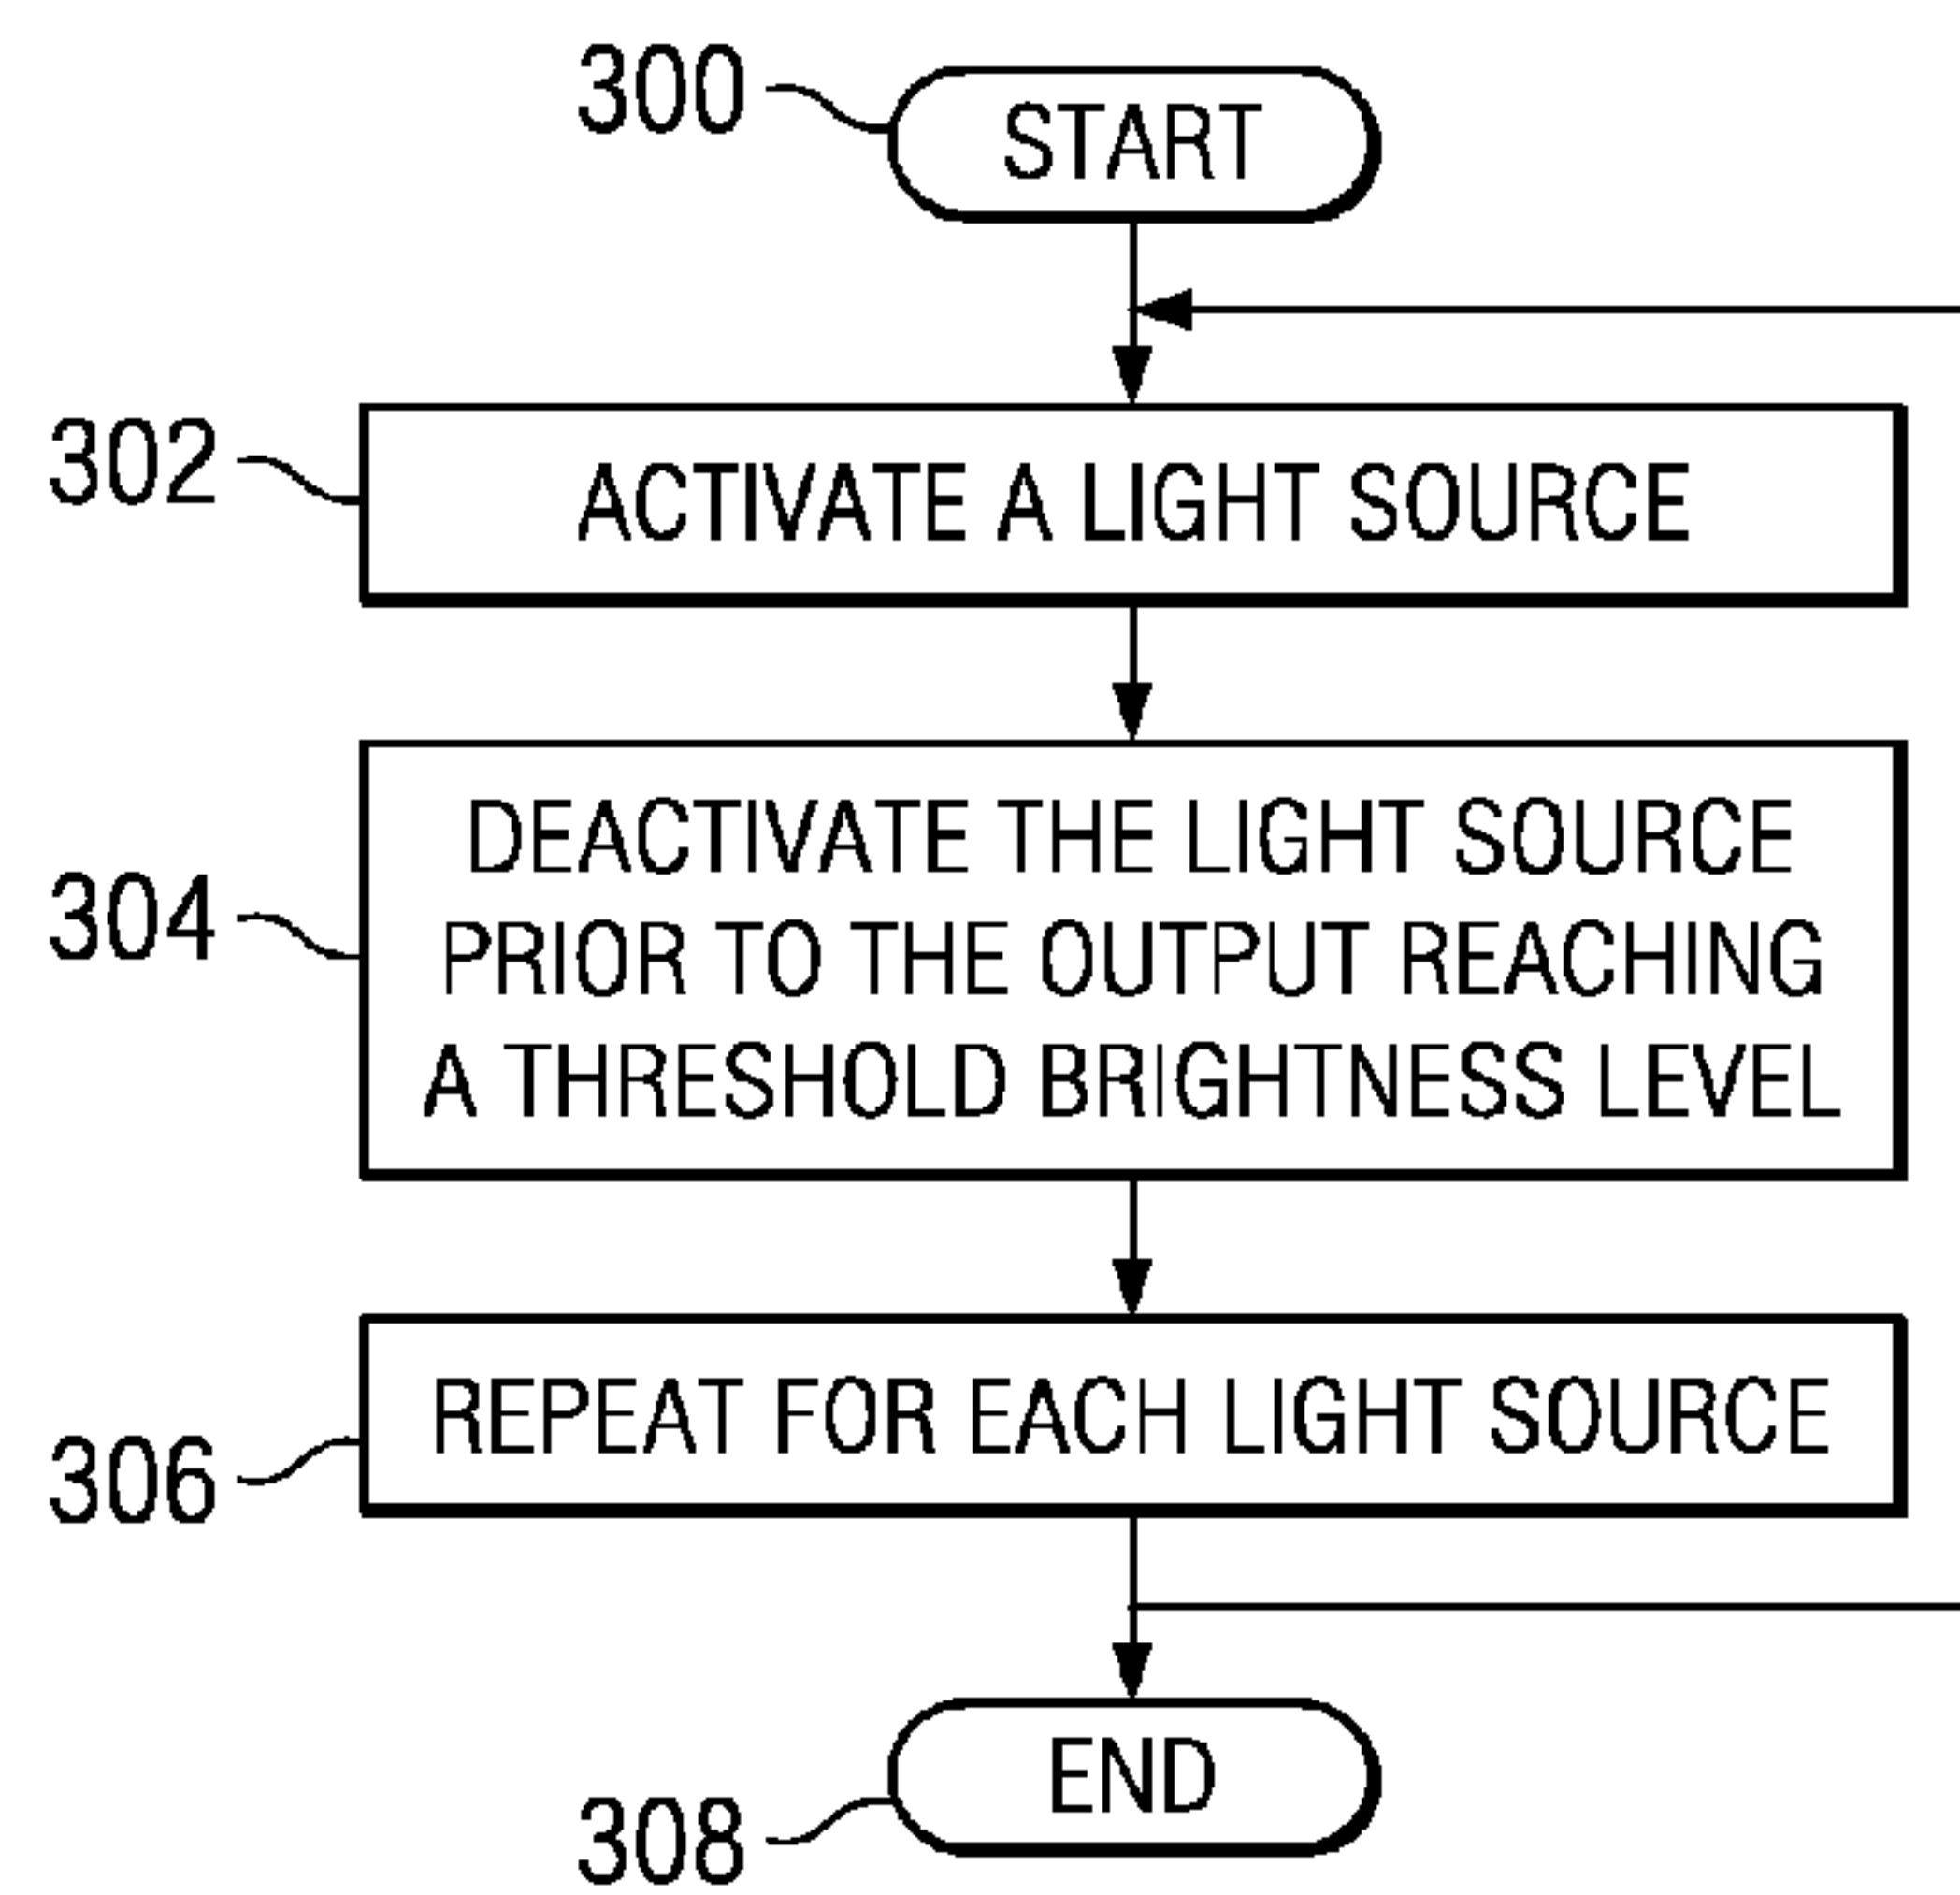 300
START
302
ACTIVATE A LIGHT SOURCE
304
DEACTIVATE THE LIGHT SOURCE
PRIOR TO THE OUTPUT REACHING
A THRESHOLD BRIGHTNESS LEVEL
306
REPEAT FOR EACH LIGHT SOURCE
308
END